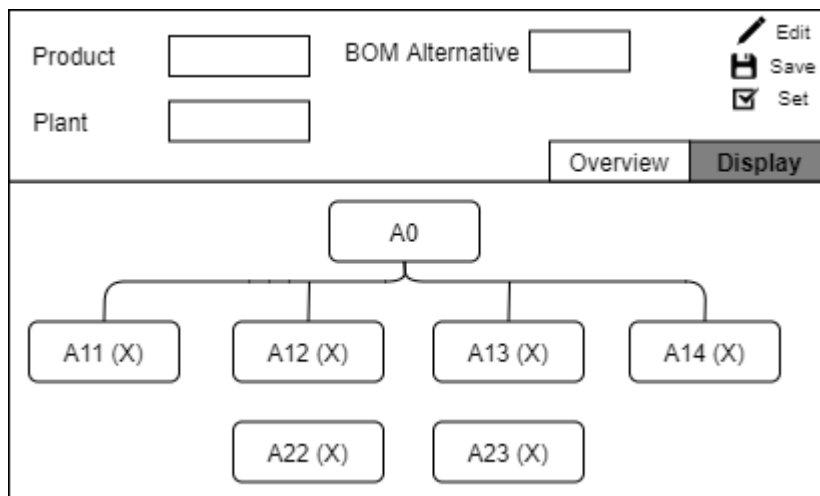 Product
BOM Alternative
Edit
Save
Set
Plant
Overview
Display
A0
A11 (X)
A12 (X)
A13 (X)
A14 (X)
A22 (X)
A23 (X)